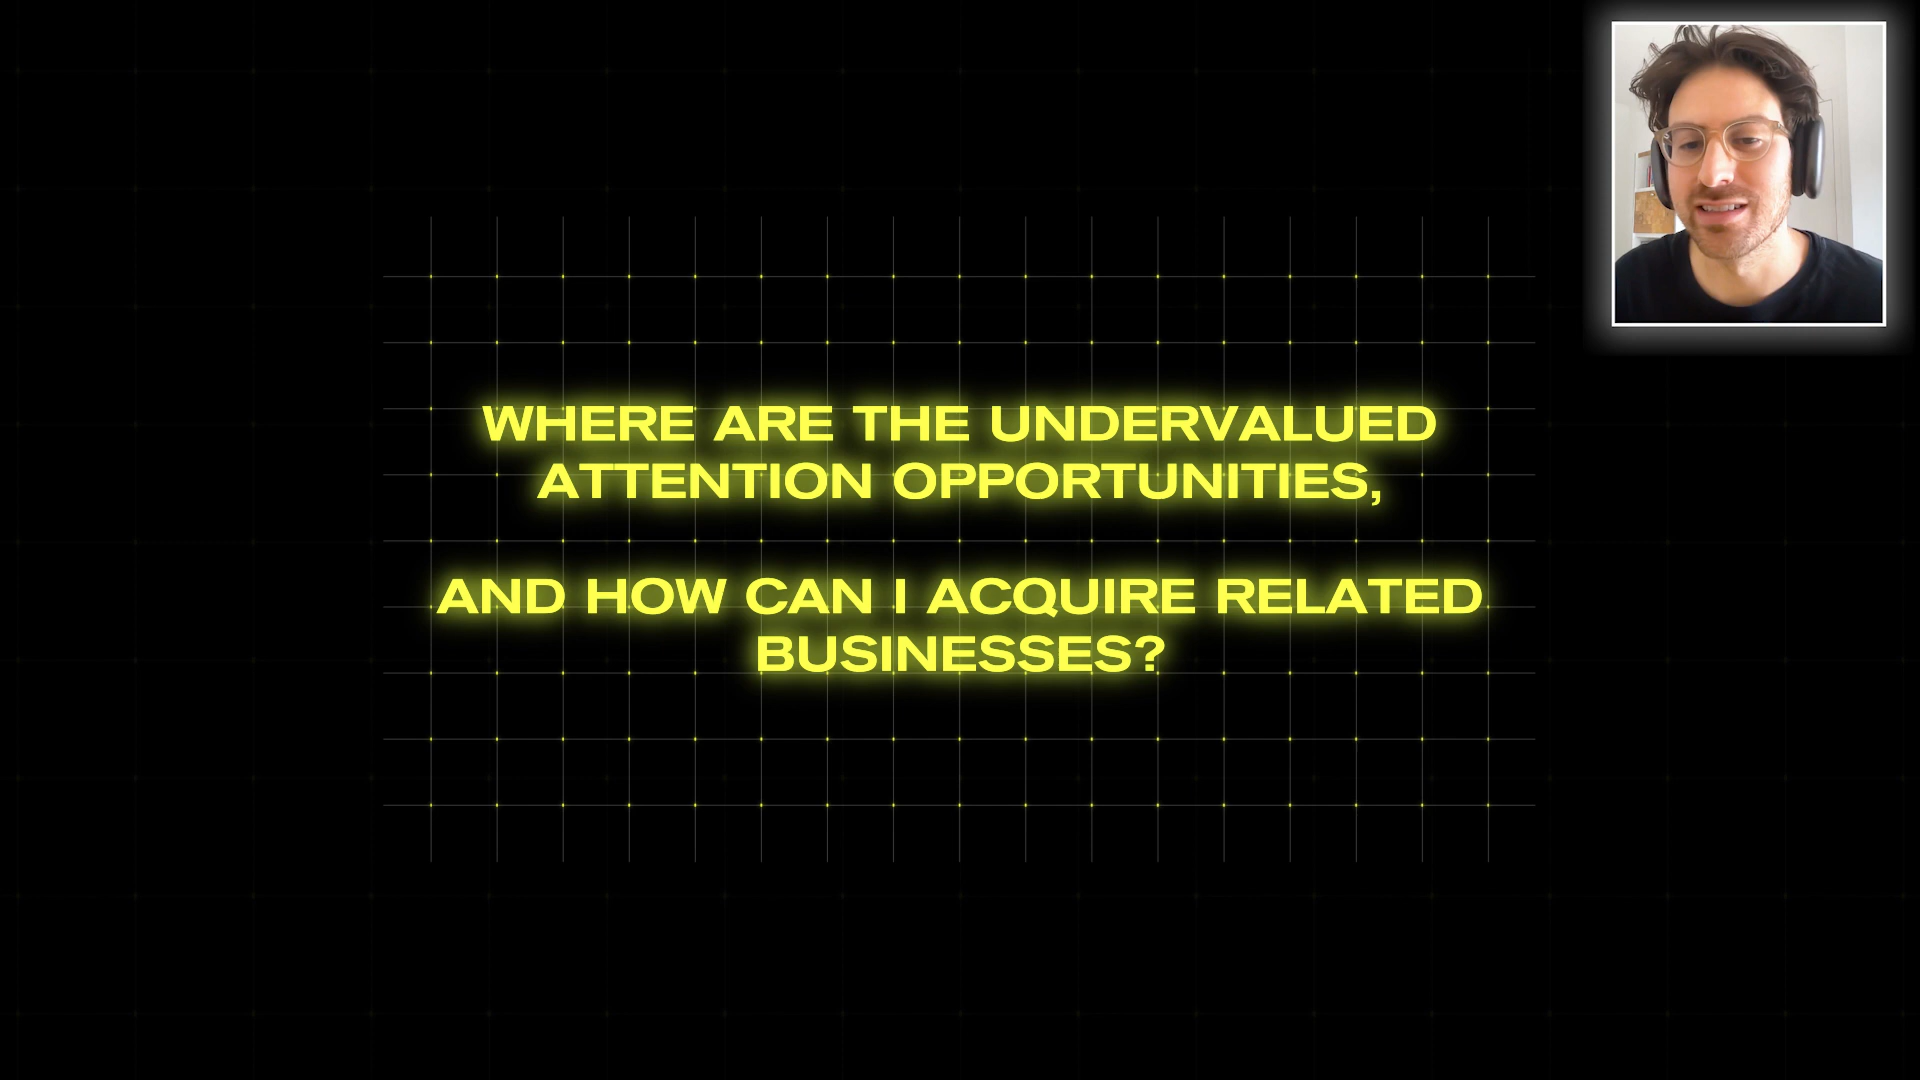 WHERE ARE THE UNDERVALUED
ATTENTION OPPORTUNITIES,
AND HOW CAN I ACQUIRE RELATED
BUSINESSES?